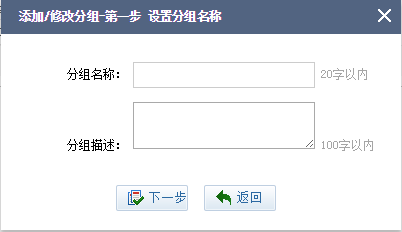 添加/修改分组-第一步 设置分组名称
分组名称： 20字以内
分组描述： 100字以内
下一步 返回